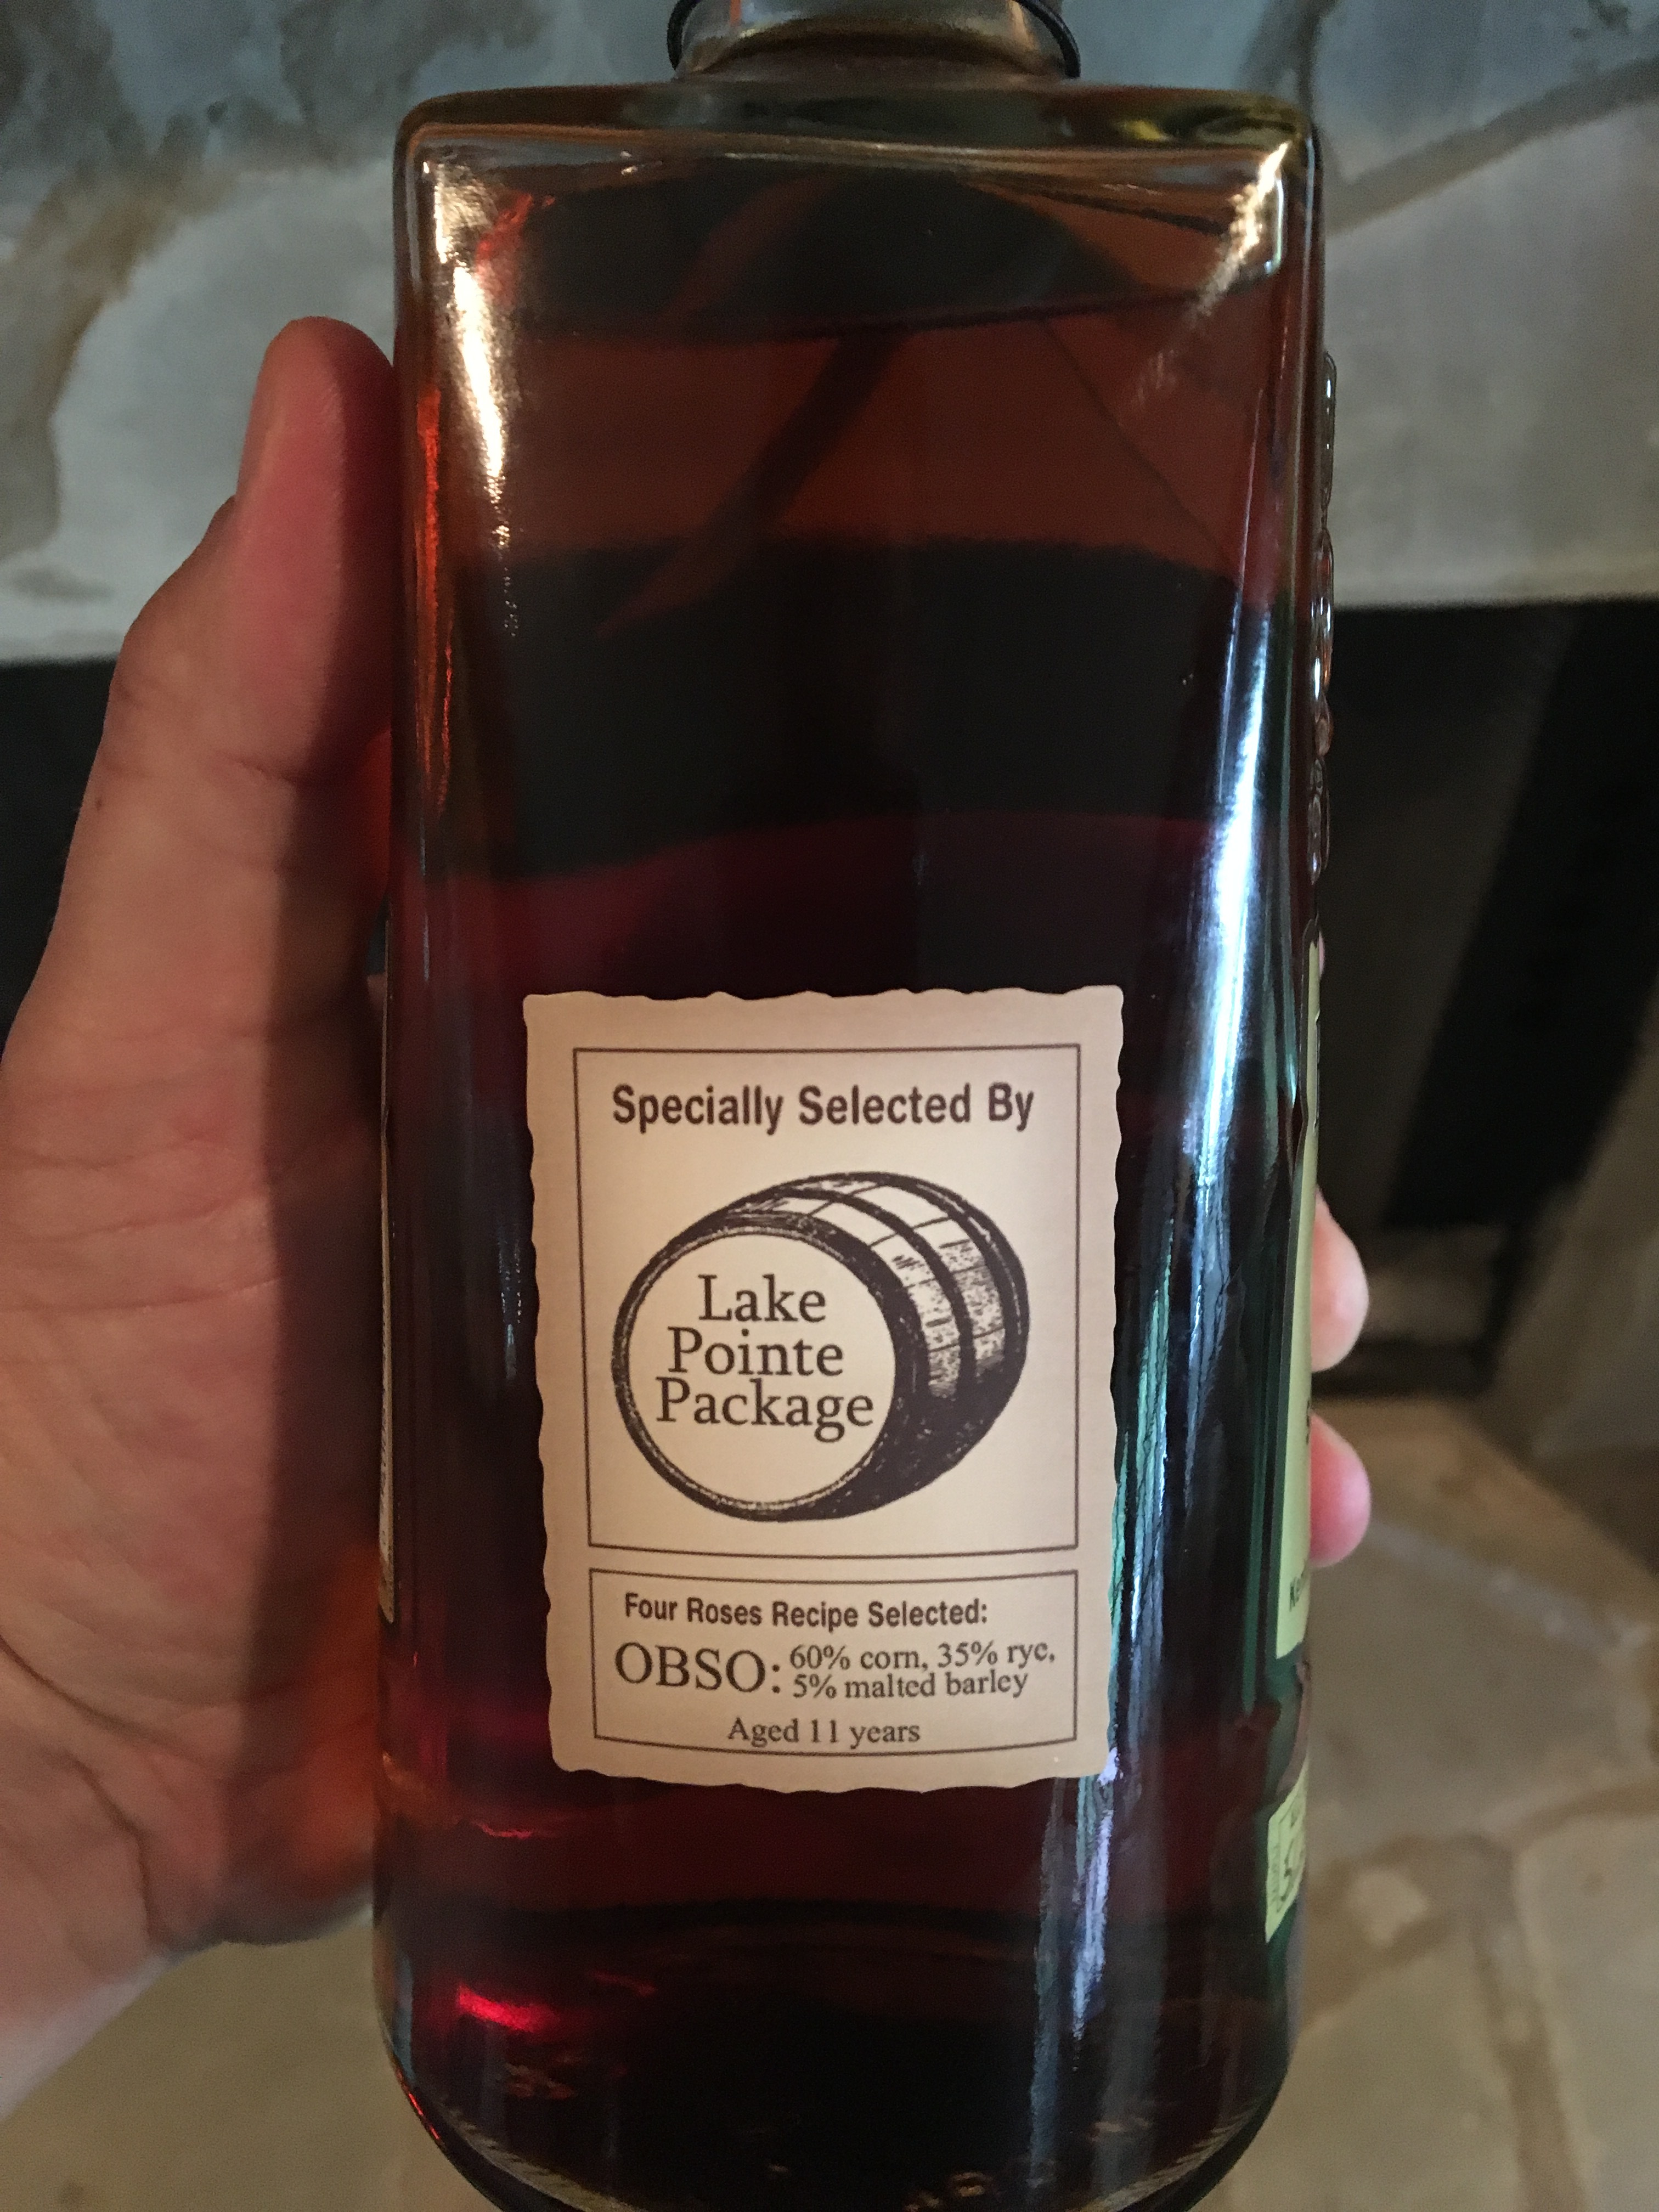 Specially Selected By
Lake
Pointe
Package
Four Roses Recipe Selected:
OBSO: 60% corn, 35% rye,
5% malted barley
Aged 11 years